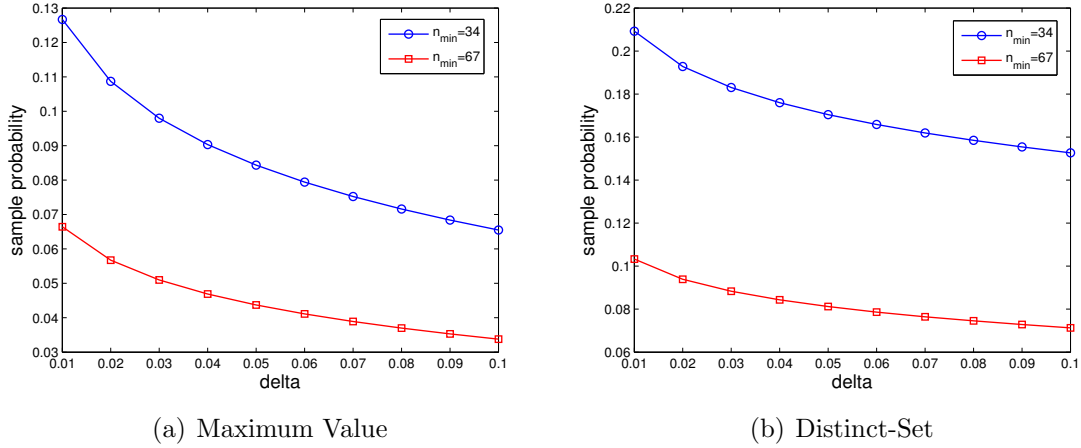 0.13
0.12
0.11
0.1
0.09
0.08
0.07
0.06
0.05
0.04
0.03
sample probability
0.01 0.02 0.03 0.04 0.05 0.06 0.07 0.08 0.09 0.1
delta
n_min=34
n_min=67
(a) Maximum Value
0.22
0.2
0.18
0.16
0.14
0.12
0.1
0.08
0.06
sample probability
0.01 0.02 0.03 0.04 0.05 0.06 0.07 0.08 0.09 0.1
delta
n_min=34
n_min=67
(b) Distinct-Set